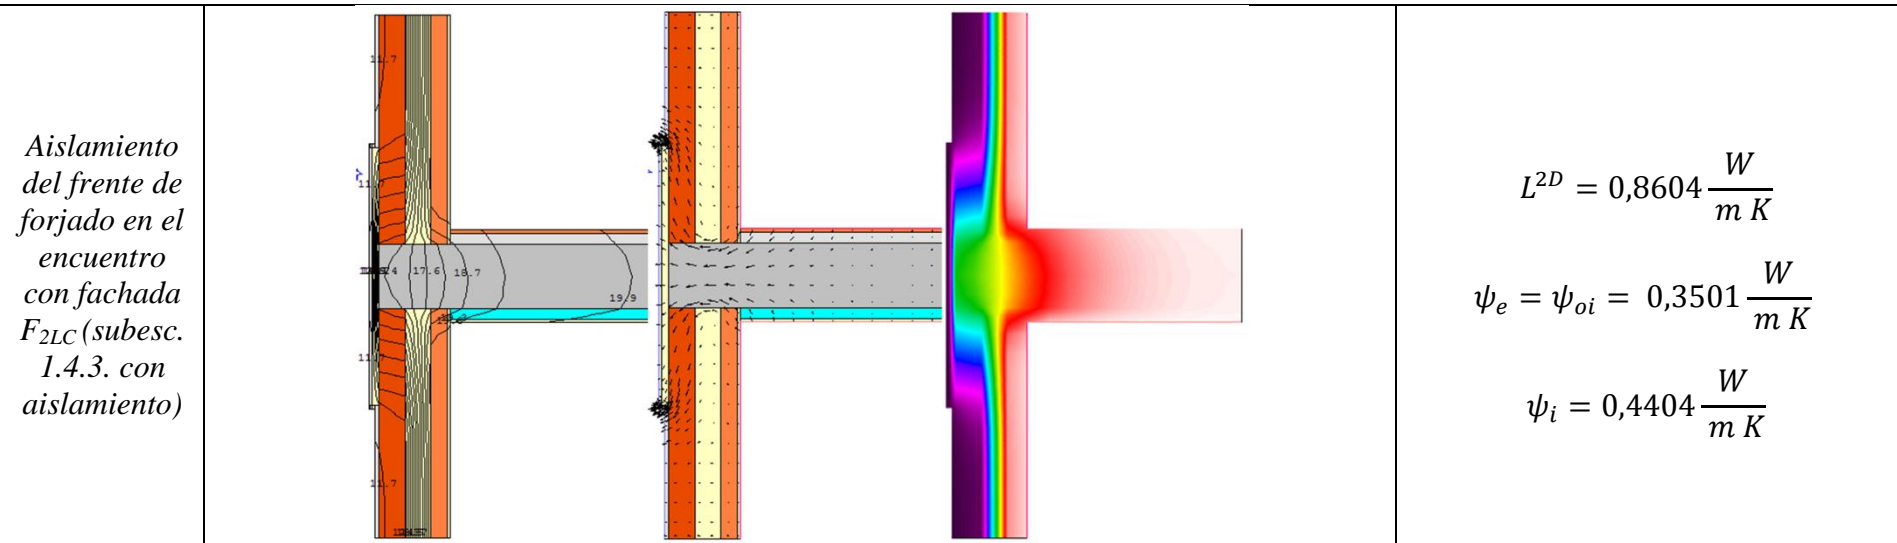 Aislamiento
del frente de
forjado en el
encuentro
con fachada
F2LC (subesc.
1.4.3. con
aislamiento)
11.7
11.7
17.6
18.7
19.9
11.7
11.7
L^2D = 0,8604 W/(m K)
ψe = ψoi = 0,3501 W/(m K)
ψi = 0,4404 W/(m K)